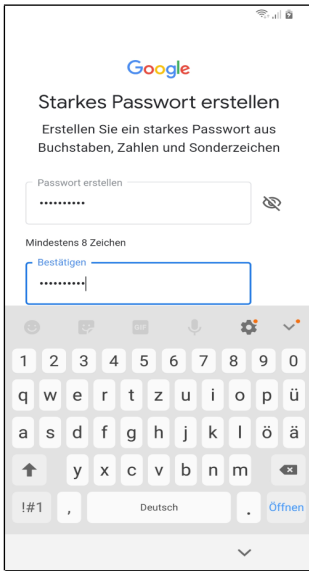 Google
Starkes Passwort erstellen
Erstellen Sie ein starkes Passwort aus
Buchstaben, Zahlen und Sonderzeichen
Passwort erstellen
••••••••••
Mindestens 8 Zeichen
Bestätigen
••••••••••
GIF
1 2 3 4 5 6 7 8 9 0
q w e r t z u i o p ü
a s d f g h j k l ö ä
y x c v b n m
!#1 , Deutsch . Öffnen